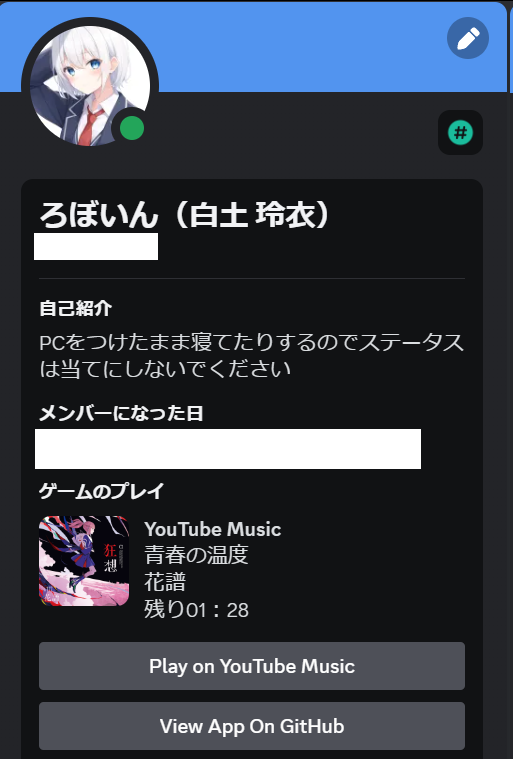 ろぼいん（白土 玲衣）
自己紹介
PCをつけたまま寝てたりするのでステータス
は当てにしないでください
メンバーになった日
ゲームのプレイ
狂想
YouTube Music
青春の温度
花譜
残り01：28
Play on YouTube Music
View App On GitHub